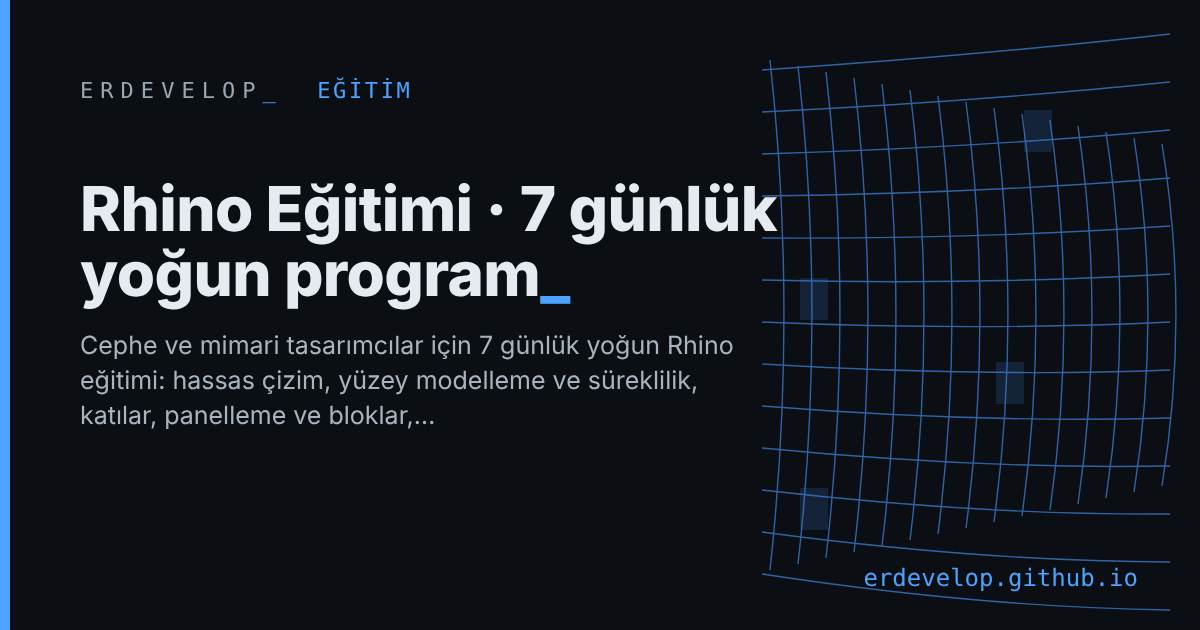 ERDEVELOP_ EĞİTİM
Rhino Eğitimi · 7 günlük
yoğun program_
Cephe ve mimari tasarımcılar için 7 günlük yoğun Rhino
eğitimi: hassas çizim, yüzey modelleme ve süreklilik,
katılar, panelleme ve bloklar,...
erdevelop.github.io